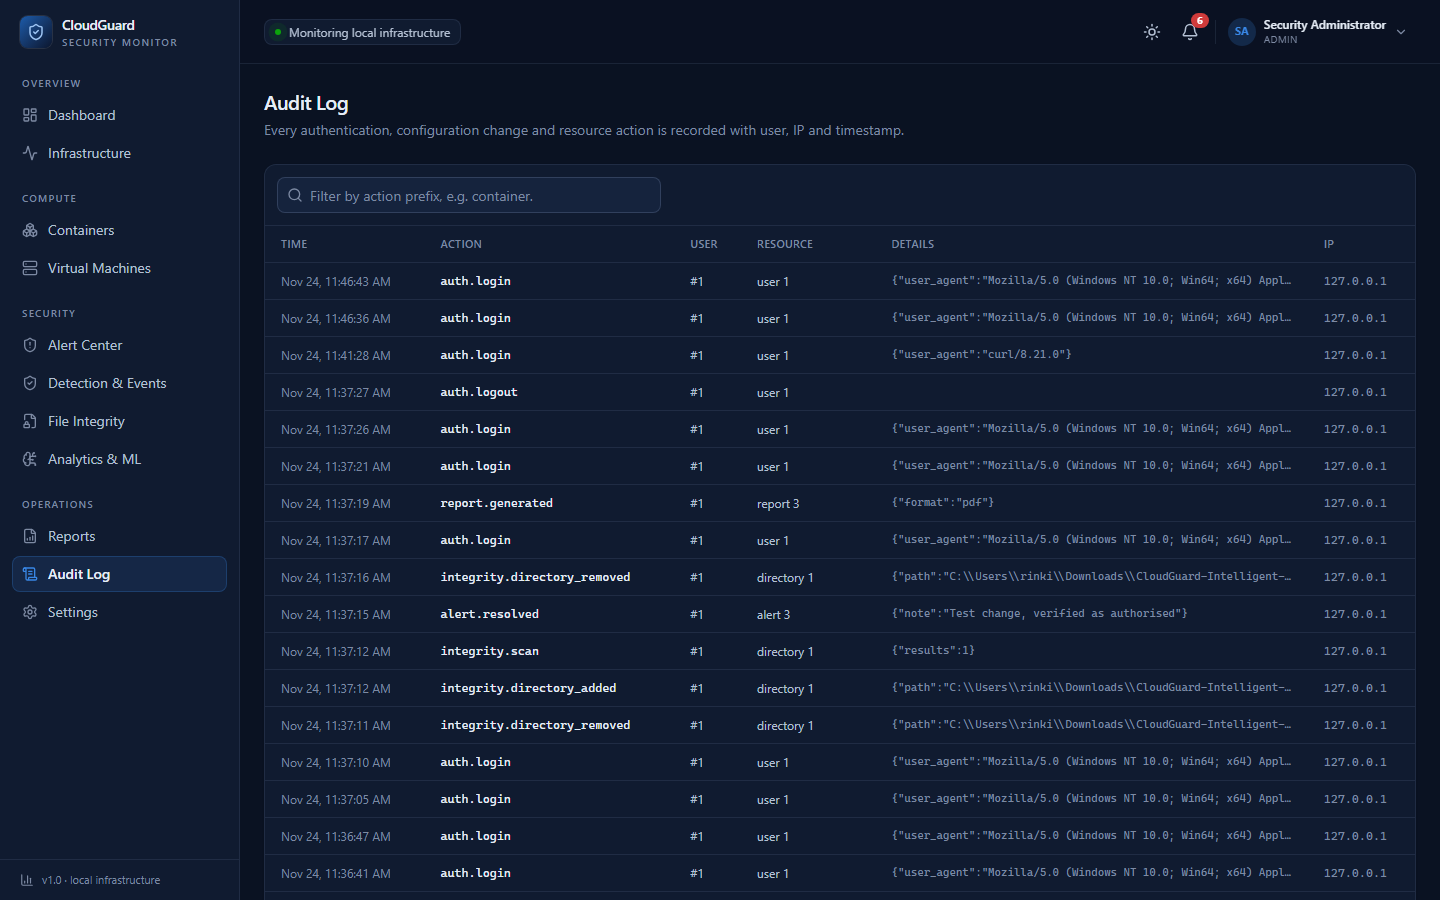 CloudGuard
SECURITY MONITOR
OVERVIEW
Dashboard
Infrastructure
COMPUTE
Containers
Virtual Machines
SECURITY
Alert Center
Detection & Events
File Integrity
Analytics & ML
OPERATIONS
Reports
Audit Log
Settings
v1.0 · local infrastructure
Monitoring local infrastructure
6
SA
Security Administrator
ADMIN
Audit Log
Every authentication, configuration change and resource action is recorded with user, IP and timestamp.
Filter by action prefix, e.g. container.
TIME ACTION USER RESOURCE DETAILS IP
Nov 24, 11:46:43 AM auth.login #1 user 1 {"user_agent":"Mozilla/5.0 (Windows NT 10.0; Win64; x64) Appl… 127.0.0.1
Nov 24, 11:46:36 AM auth.login #1 user 1 {"user_agent":"Mozilla/5.0 (Windows NT 10.0; Win64; x64) Appl… 127.0.0.1
Nov 24, 11:41:28 AM auth.login #1 user 1 {"user_agent":"curl/8.21.0"} 127.0.0.1
Nov 24, 11:37:27 AM auth.logout #1 user 1 127.0.0.1
Nov 24, 11:37:26 AM auth.login #1 user 1 {"user_agent":"Mozilla/5.0 (Windows NT 10.0; Win64; x64) Appl… 127.0.0.1
Nov 24, 11:37:21 AM auth.login #1 user 1 {"user_agent":"Mozilla/5.0 (Windows NT 10.0; Win64; x64) Appl… 127.0.0.1
Nov 24, 11:37:19 AM report.generated #1 report 3 {"format":"pdf"} 127.0.0.1
Nov 24, 11:37:17 AM auth.login #1 user 1 {"user_agent":"Mozilla/5.0 (Windows NT 10.0; Win64; x64) Appl… 127.0.0.1
Nov 24, 11:37:16 AM integrity.directory_removed #1 directory 1 {"path":"C:\\Users\\rinki\\Downloads\\CloudGuard-Intelligent-… 127.0.0.1
Nov 24, 11:37:15 AM alert.resolved #1 alert 3 {"note":"Test change, verified as authorised"} 127.0.0.1
Nov 24, 11:37:12 AM integrity.scan #1 directory 1 {"results":1} 127.0.0.1
Nov 24, 11:37:12 AM integrity.directory_added #1 directory 1 {"path":"C:\\Users\\rinki\\Downloads\\CloudGuard-Intelligent-… 127.0.0.1
Nov 24, 11:37:11 AM integrity.directory_removed #1 directory 1 {"path":"C:\\Users\\rinki\\Downloads\\CloudGuard-Intelligent-… 127.0.0.1
Nov 24, 11:37:10 AM auth.login #1 user 1 {"user_agent":"Mozilla/5.0 (Windows NT 10.0; Win64; x64) Appl… 127.0.0.1
Nov 24, 11:37:05 AM auth.login #1 user 1 {"user_agent":"Mozilla/5.0 (Windows NT 10.0; Win64; x64) Appl… 127.0.0.1
Nov 24, 11:36:47 AM auth.login #1 user 1 {"user_agent":"Mozilla/5.0 (Windows NT 10.0; Win64; x64) Appl… 127.0.0.1
Nov 24, 11:36:41 AM auth.login #1 user 1 {"user_agent":"Mozilla/5.0 (Windows NT 10.0; Win64; x64) Appl… 127.0.0.1